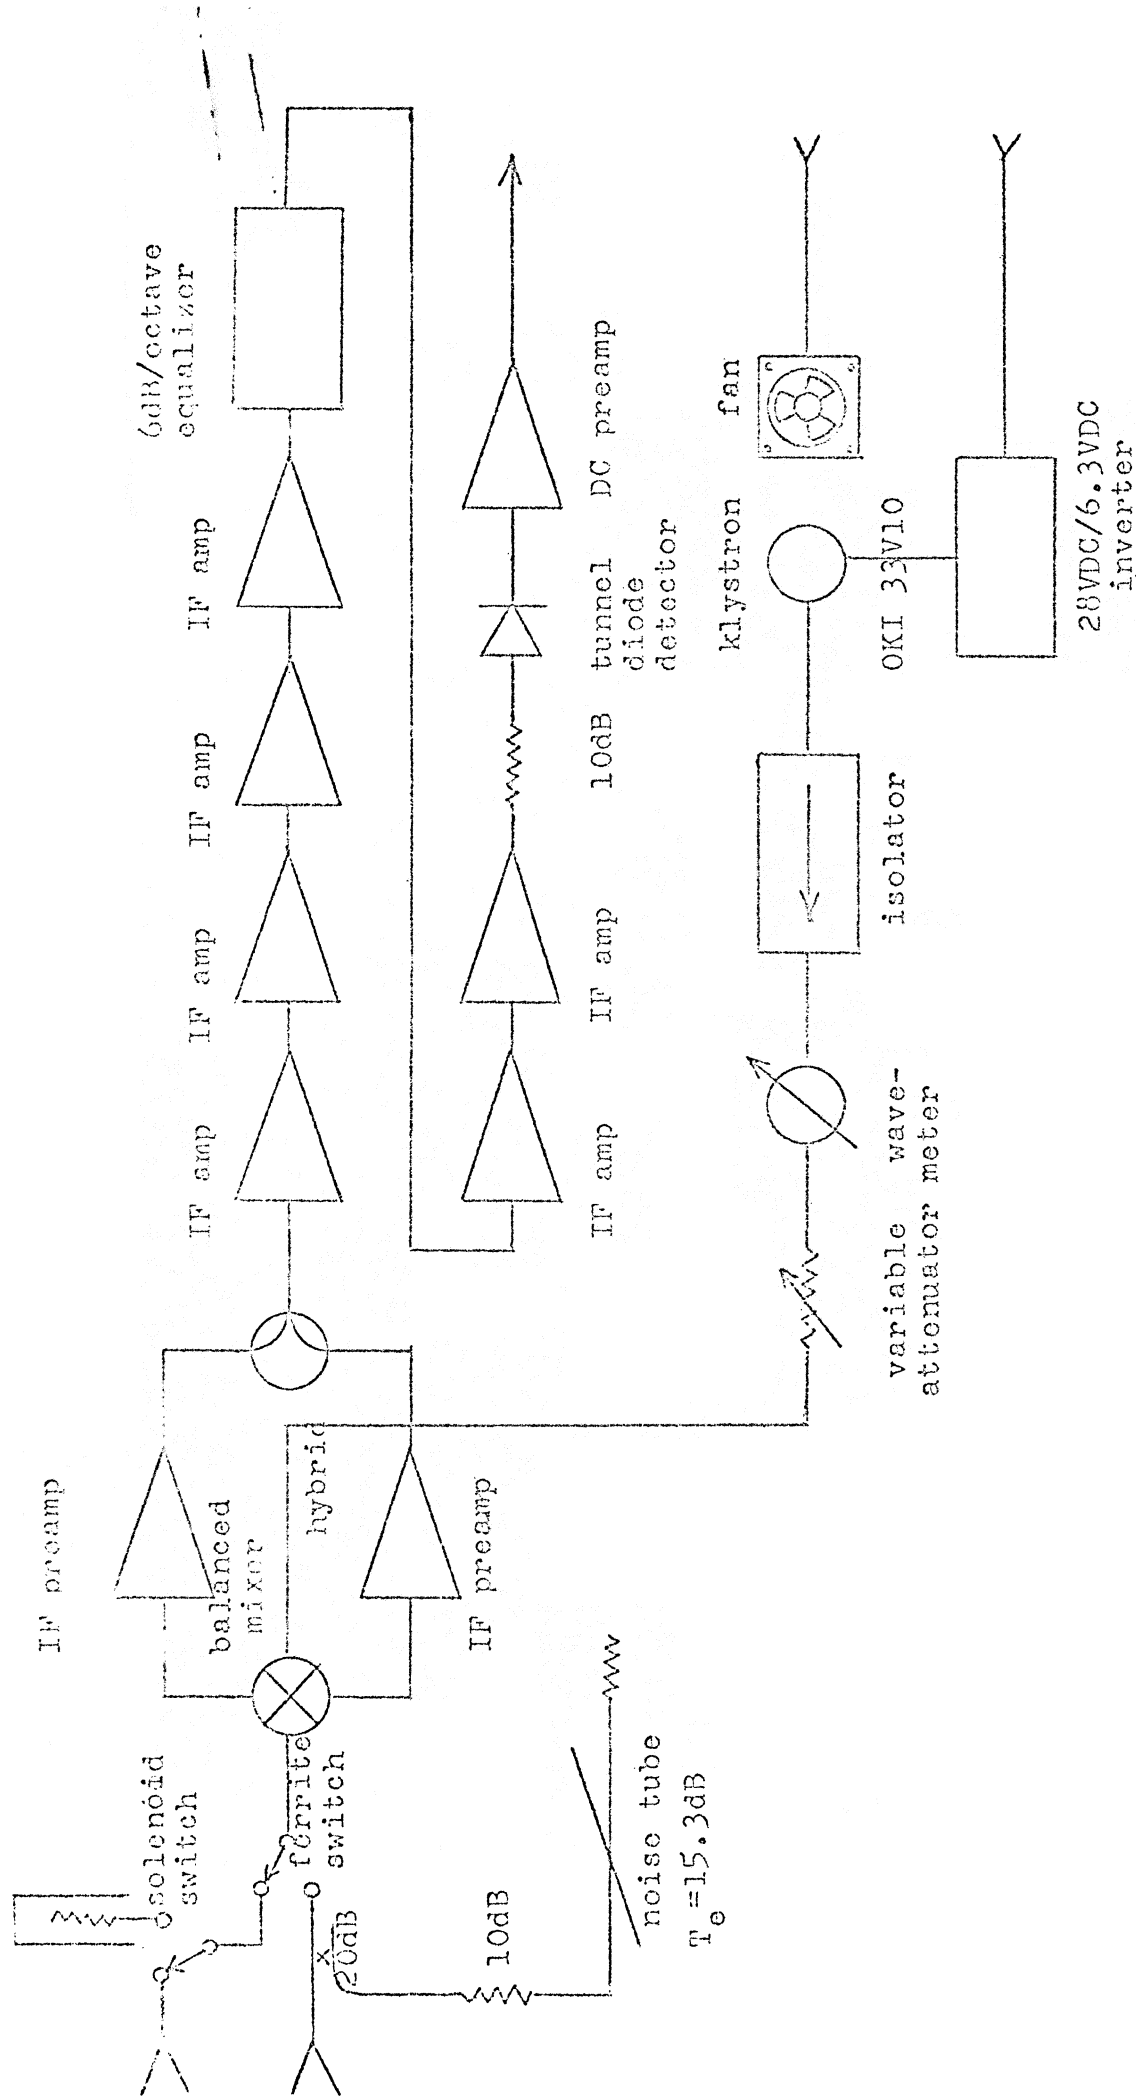 IF preamp
solenoid
switch
balanced
mixer
ferrite
switch
hybrid
IF preamp
IF smp
IF amp
IF amp
IF amp
6dB/octave
equalizer
20dB
10dB
noise tube
Te=15.3dB
IF amp
IF amp
10dB
tunnel
diode
detector
DC preamp
variable wave-
attenuator meter
isolator
klystron
OKI 33V10
fan
28VDC/6.3VDC
inverter